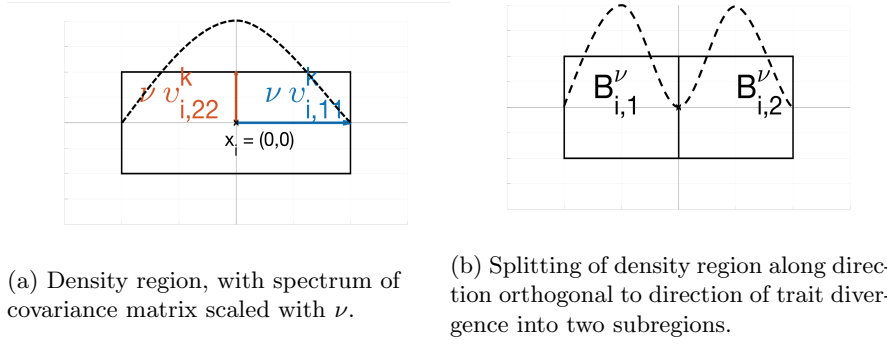 ν υ^k_{i,22} ν υ^k_{i,11}
x_i = (0,0)
B^ν_{i,1} B^ν_{i,2}
(a) Density region, with spectrum of
covariance matrix scaled with ν.
(b) Splitting of density region along direc-
tion orthogonal to direction of trait diver-
gence into two subregions.